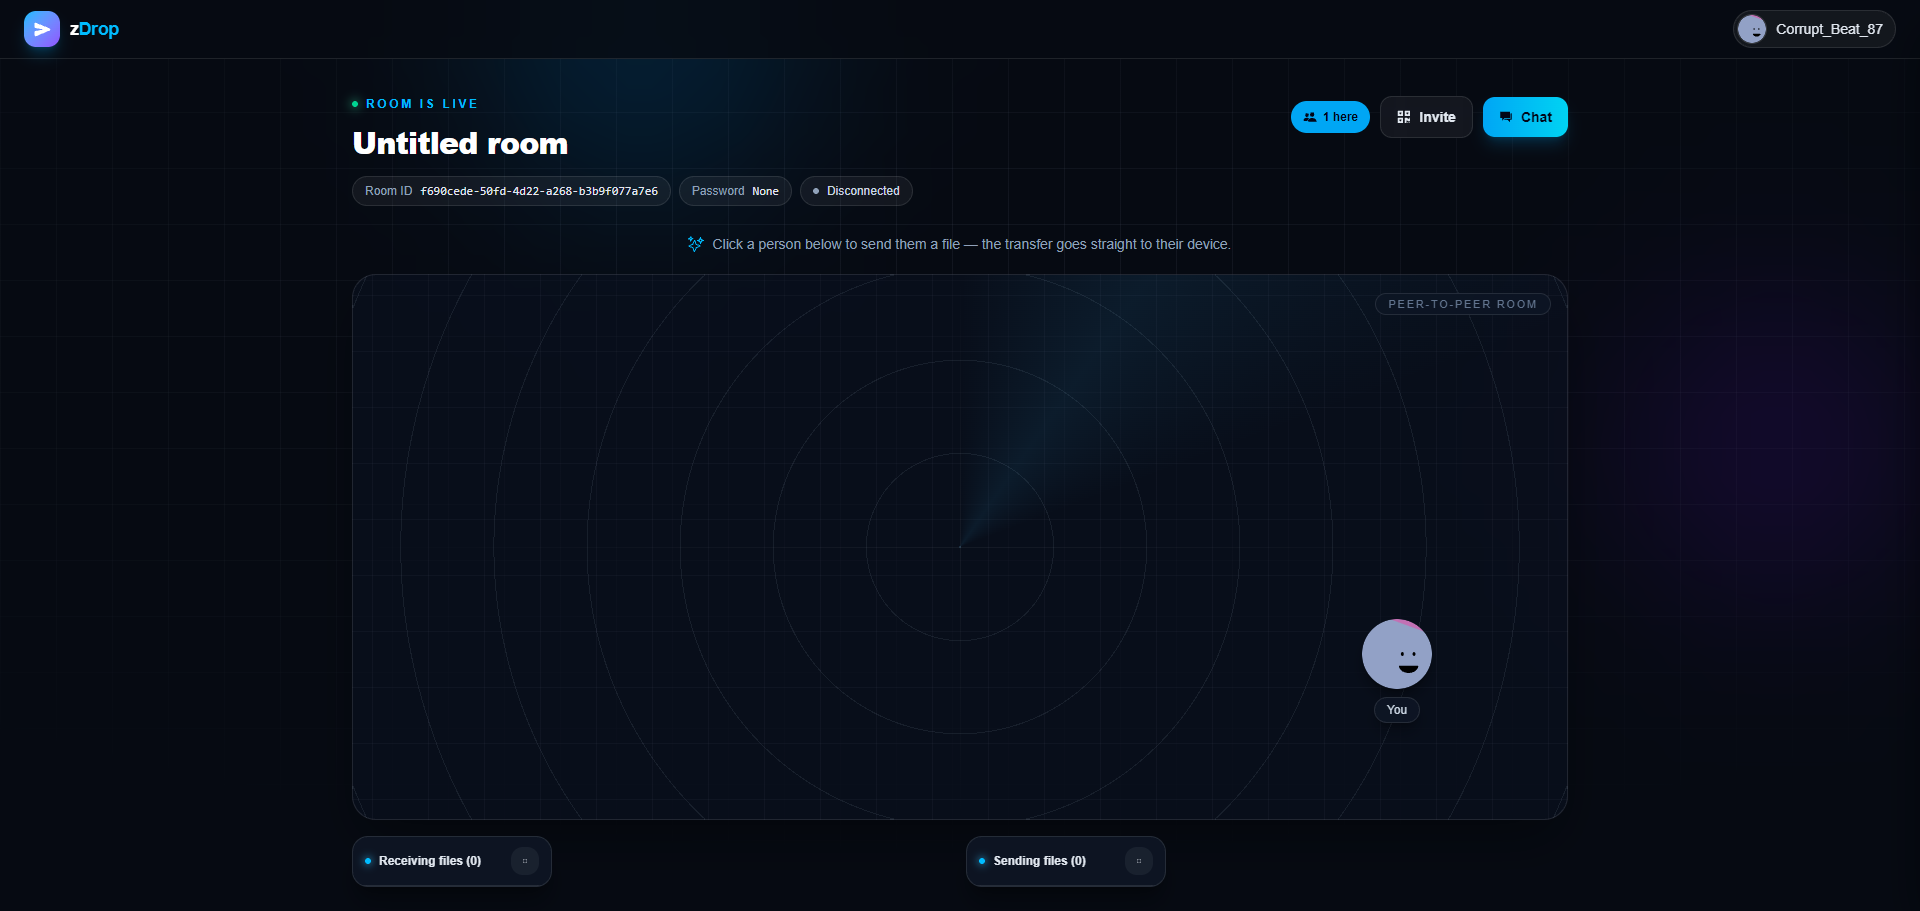 zDrop
Corrupt_Beat_87
ROOM IS LIVE
Untitled room
1 here
Invite
Chat
Room ID f690cede-50fd-4d22-a268-b3b9f077a7e6
Password None
Disconnected
Click a person below to send them a file — the transfer goes straight to their device.
PEER-TO-PEER ROOM
You
Receiving files (0)
Sending files (0)